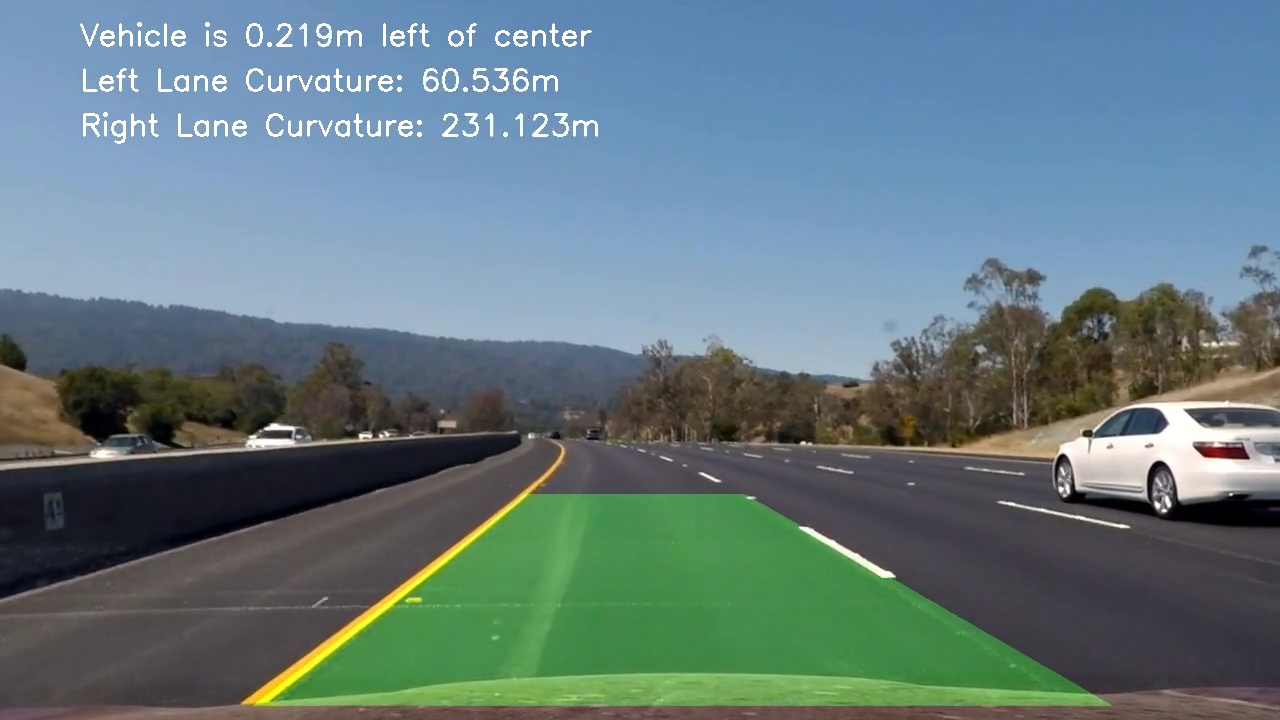 Vehicle is 0.219m left of center
Left Lane Curvature: 60.536m
Right Lane Curvature: 231.123m